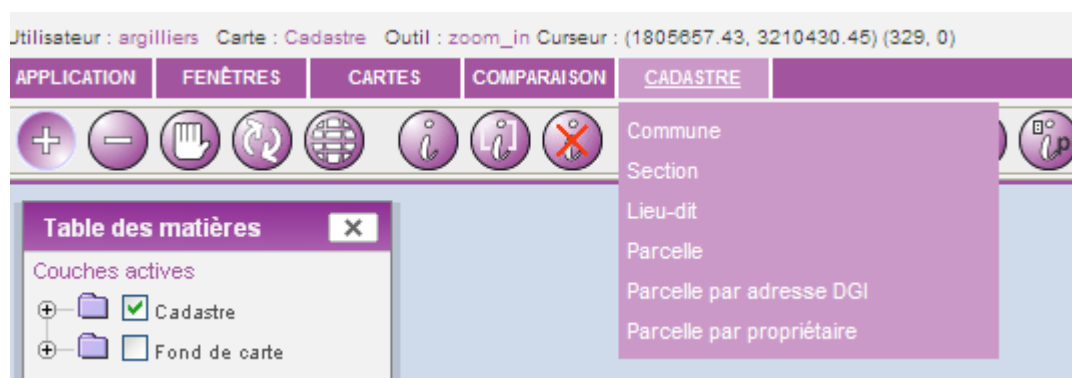 Utilisateur : argilliers Carte : Cadastre Outil : zoom_in Curseur : (1805657.43, 3210430.45) (329, 0)
APPLICATION FENÊTRES CARTES COMPARAISON CADASTRE
Commune
Section
Lieu-dit
Parcelle
Parcelle par adresse DGI
Parcelle par propriétaire
Table des matières
Couches actives
Cadastre
Fond de carte